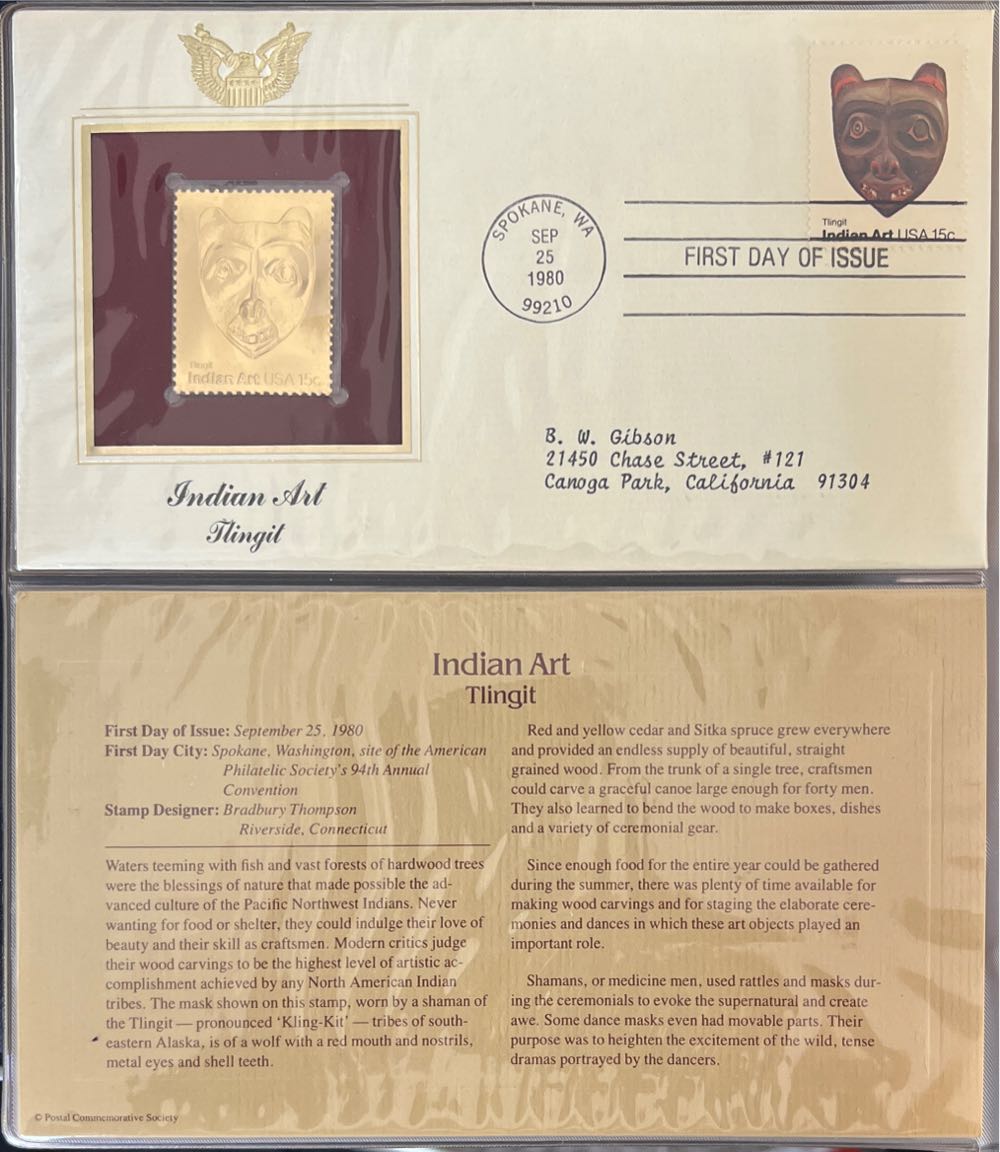 Tlingit
Indian Art USA 15c
SPOKANE, WA
SEP
25
1980
99210
FIRST DAY OF ISSUE
Tlingit
Indian Art USA 15c
B. W. Gibson
21450 Chase Street, #121
Canoga Park, California 91304
Indian Art
Tlingit
Indian Art
Tlingit
First Day of Issue: September 25, 1980
First Day City: Spokane, Washington, site of the American
Philatelic Society's 94th Annual
Convention
Stamp Designer: Bradbury Thompson
Riverside, Connecticut
Waters teeming with fish and vast forests of hardwood trees
were the blessings of nature that made possible the ad-
vanced culture of the Pacific Northwest Indians. Never
wanting for food or shelter, they could indulge their love of
beauty and their skill as craftsmen. Modern critics judge
their wood carvings to be the highest level of artistic ac-
complishment achieved by any North American Indian
tribes. The mask shown on this stamp, worn by a shaman of
the Tlingit — pronounced ‘Kling-Kit’ — tribes of south-
eastern Alaska, is of a wolf with a red mouth and nostrils,
metal eyes and shell teeth.
Red and yellow cedar and Sitka spruce grew everywhere
and provided an endless supply of beautiful, straight
grained wood. From the trunk of a single tree, craftsmen
could carve a graceful canoe large enough for forty men.
They also learned to bend the wood to make boxes, dishes
and a variety of ceremonial gear.
Since enough food for the entire year could be gathered
during the summer, there was plenty of time available for
making wood carvings and for staging the elaborate cere-
monies and dances in which these art objects played an
important role.
Shamans, or medicine men, used rattles and masks dur-
ing the ceremonials to evoke the supernatural and create
awe. Some dance masks even had movable parts. Their
purpose was to heighten the excitement of the wild, tense
dramas portrayed by the dancers.
© Postal Commemorative Society